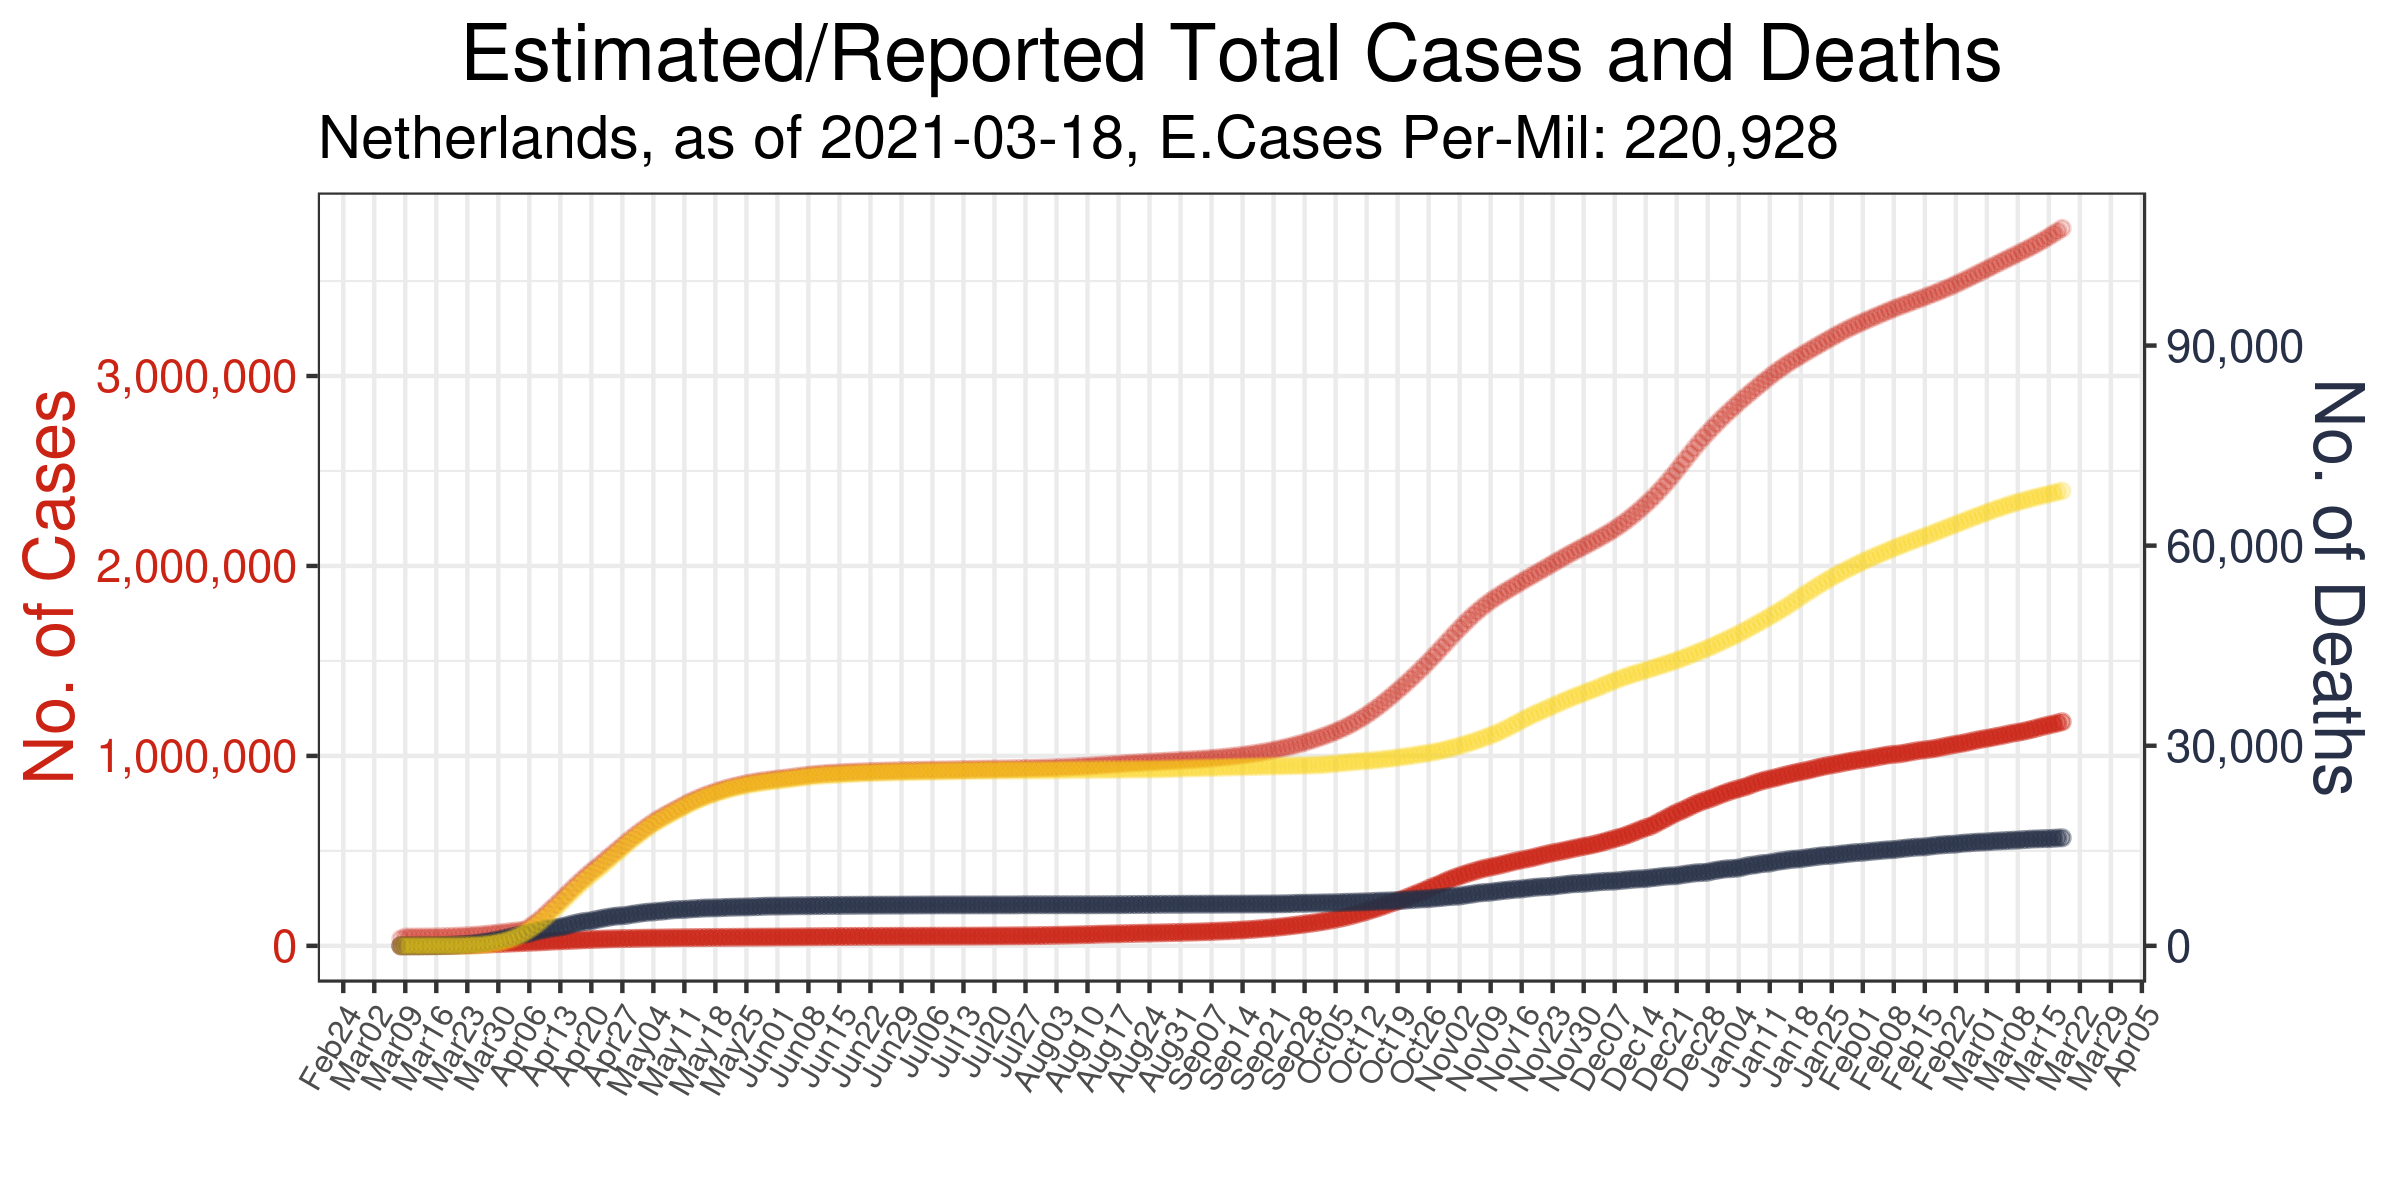 Estimated/Reported Total Cases and Deaths
Netherlands, as of 2021-03-18, E.Cases Per-Mil: 220,928
No. of Cases
3,000,000
2,000,000
1,000,000
0
90,000
60,000
30,000
0
No. of Deaths
Feb24
Mar02
Mar09
Mar16
Mar23
Mar30
Apr06
Apr13
Apr20
Apr27
May04
May11
May18
May25
Jun01
Jun08
Jun15
Jun22
Jun29
Jul06
Jul13
Jul20
Jul27
Aug03
Aug10
Aug17
Aug24
Aug31
Sep07
Sep14
Sep21
Sep28
Oct05
Oct12
Oct19
Oct26
Nov02
Nov09
Nov16
Nov23
Nov30
Dec07
Dec14
Dec21
Dec28
Jan04
Jan11
Jan18
Jan25
Feb01
Feb08
Feb15
Feb22
Mar01
Mar08
Mar15
Mar22
Mar29
Apr05